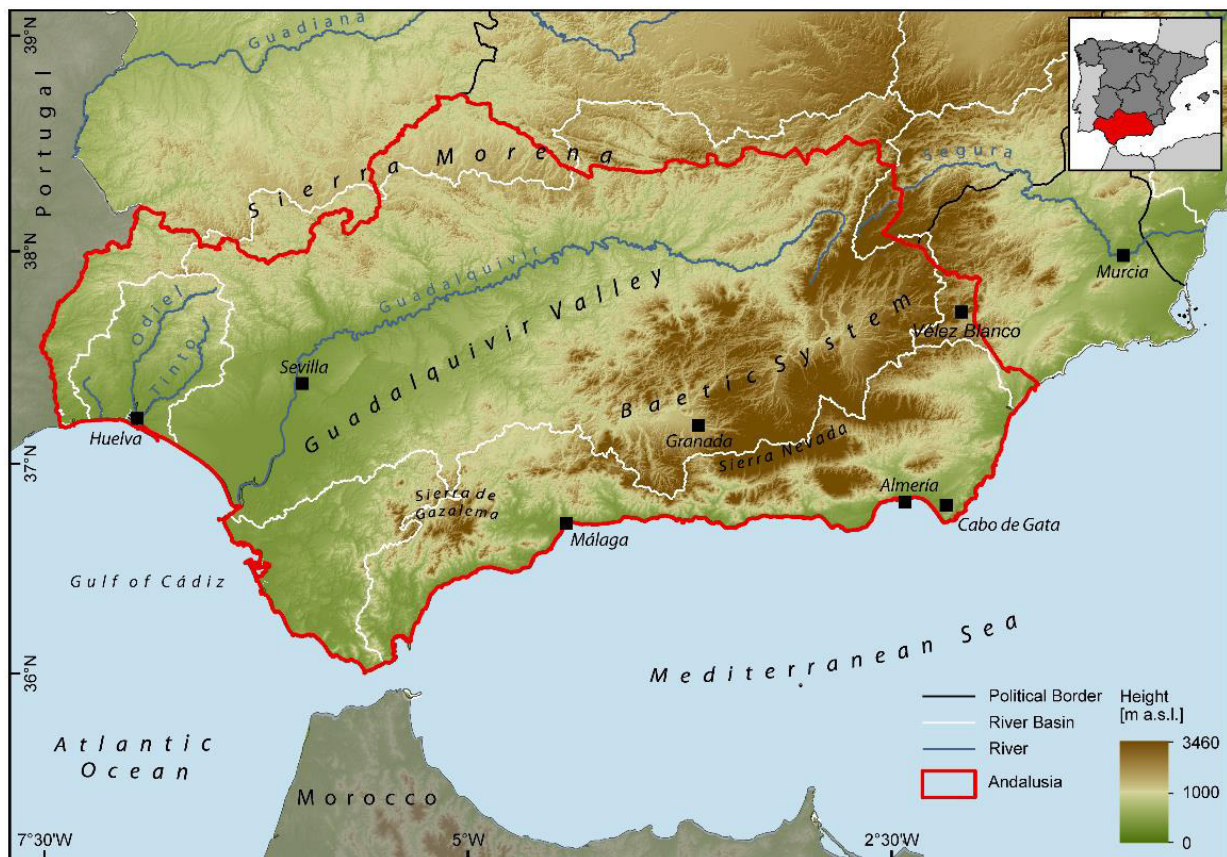 39°N
38°N
37°N
36°N
7°30'W
5°W
2°30'W
Portugal
Guadiana
Sierra Morena
Segura
Guadalquivir
Murcia
Odiel
Tinto
Sevilla
Guadalquivir Valley
Baetic System
Vélez Blanco
Huelva
Granada
Sierra Nevada
Sierra de
Gazalema
Almería
Málaga
Cabo de Gata
Gulf of Cádiz
Mediterranean Sea
Atlantic
Ocean
Morocco
Political Border
River Basin
River
Andalusia
Height
[m a.s.l.]
3460
1000
0